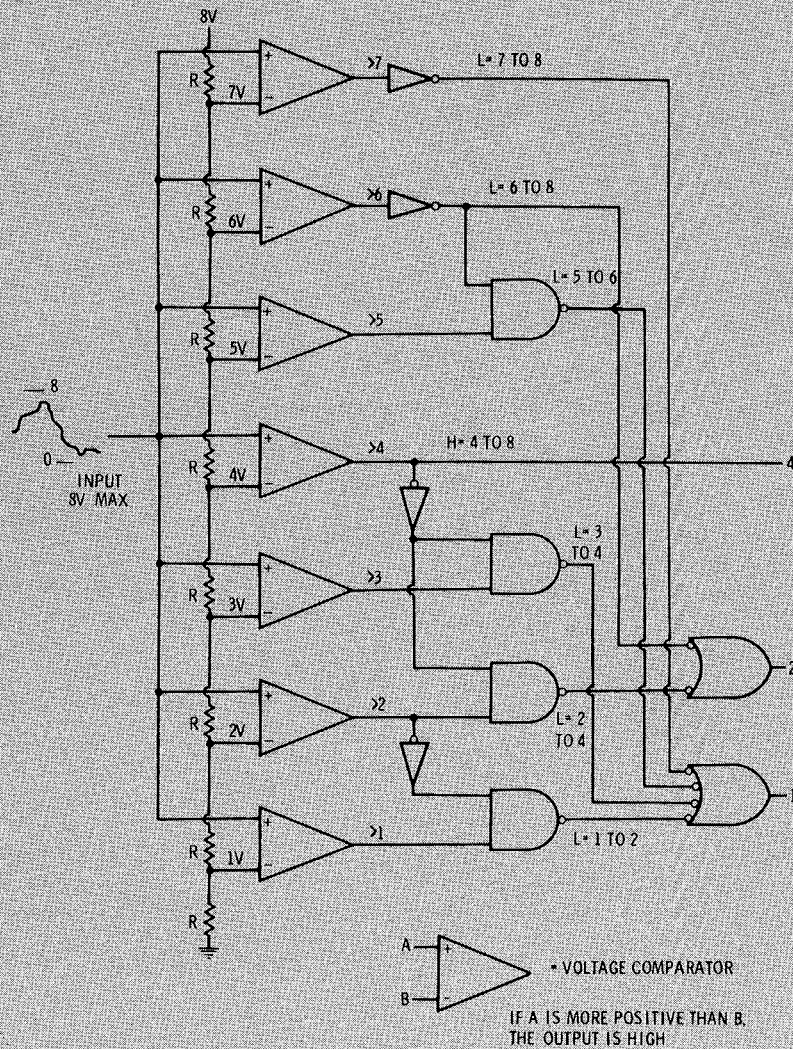 8V
R
7V
+
−
>7
L= 7 TO 8
R
6V
+
−
>6
L= 6 TO 8
L= 5 TO 6
R
5V
+
−
>5
8
0
INPUT
8V MAX
R
4V
+
−
>4
H= 4 TO 8
4
L= 3
TO 4
R
3V
+
−
>3
2
R
2V
+
−
>2
L= 2
TO 4
1
R
1V
+
−
>1
L= 1 TO 2
R
A
+
B
−
= VOLTAGE COMPARATOR
IF A IS MORE POSITIVE THAN B,
THE OUTPUT IS HIGH